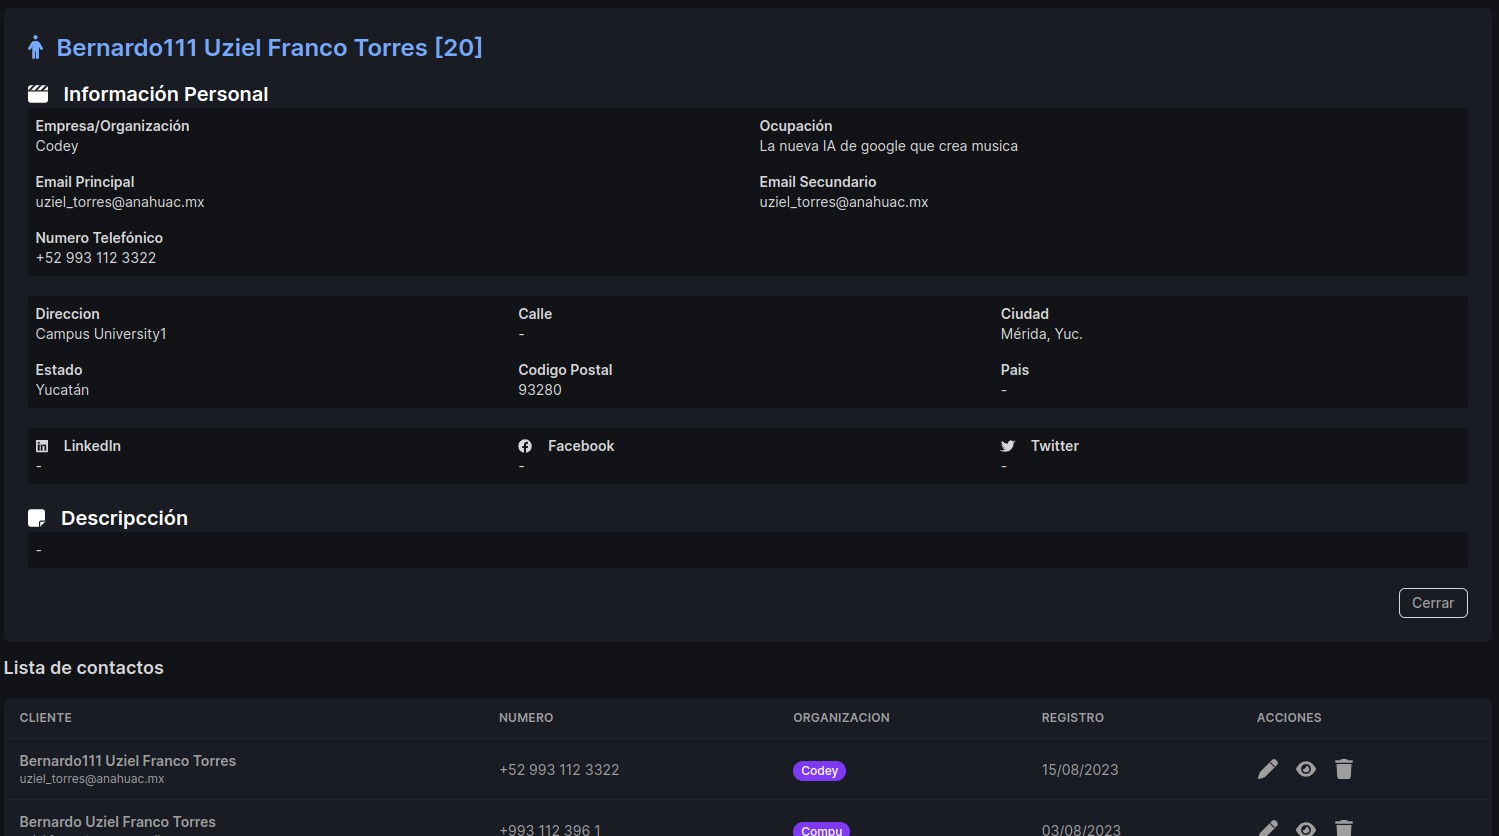 Bernardo111 Uziel Franco Torres [20]
Información Personal
Empresa/Organización
Codey
Ocupación
La nueva IA de google que crea musica
Email Principal
uziel_torres@anahuac.mx
Email Secundario
uziel_torres@anahuac.mx
Numero Telefónico
+52 993 112 3322
Direccion
Campus University1
Calle
-
Ciudad
Mérida, Yuc.
Estado
Yucatán
Codigo Postal
93280
Pais
-
LinkedIn
-
Facebook
-
Twitter
-
Descripcción
-
Cerrar
Lista de contactos
CLIENTE NUMERO ORGANIZACION REGISTRO ACCIONES
Bernardo111 Uziel Franco Torres
uziel_torres@anahuac.mx
+52 993 112 3322 Codey 15/08/2023
Bernardo Uziel Franco Torres
+993 112 396 1 Compu 03/08/2023